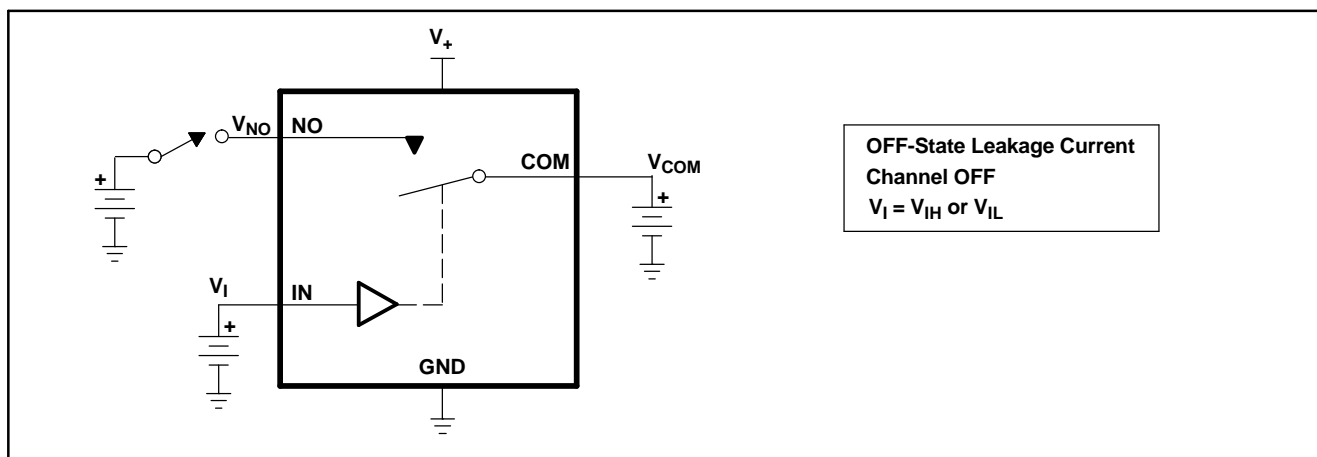 V+
VNO NO
COM VCOM
+
+
VI IN
+
GND
OFF-State Leakage Current
Channel OFF
VI = VIH or VIL